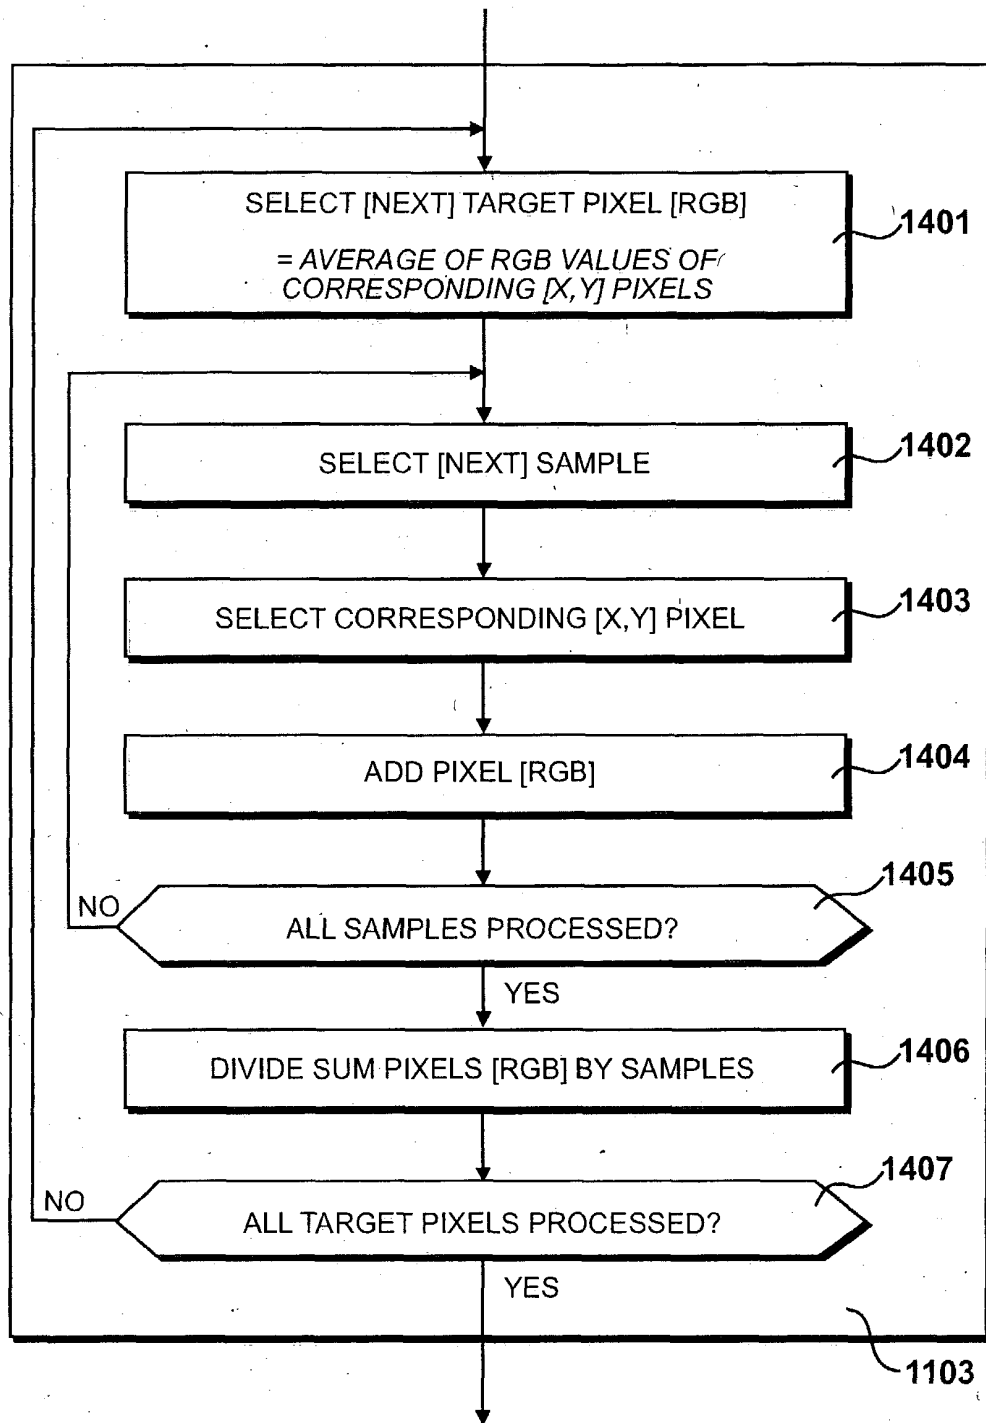 SELECT [NEXT] TARGET PIXEL [RGB]
= AVERAGE OF RGB VALUES OF
CORRESPONDING [X,Y] PIXELS
1401
SELECT [NEXT] SAMPLE
1402
SELECT CORRESPONDING [X,Y] PIXEL
1403
ADD PIXEL [RGB]
1404
1405
NO
ALL SAMPLES PROCESSED?
YES
DIVIDE SUM PIXELS [RGB] BY SAMPLES
1406
1407
NO
ALL TARGET PIXELS PROCESSED?
YES
1103